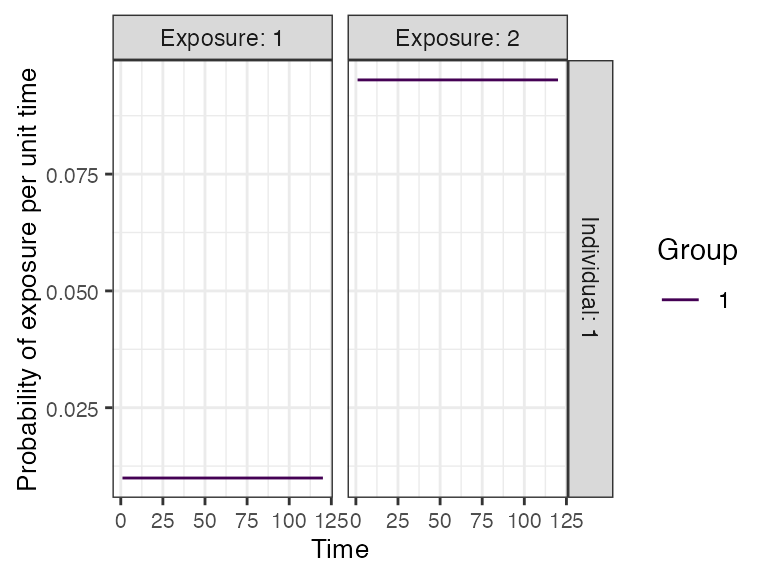 Exposure: 1
Exposure: 2
Probability of exposure per unit time
0.075
0.050
0.025
Individual: 1
Group
1
0 25 50 75 100 125
0 25 50 75 100 125
Time